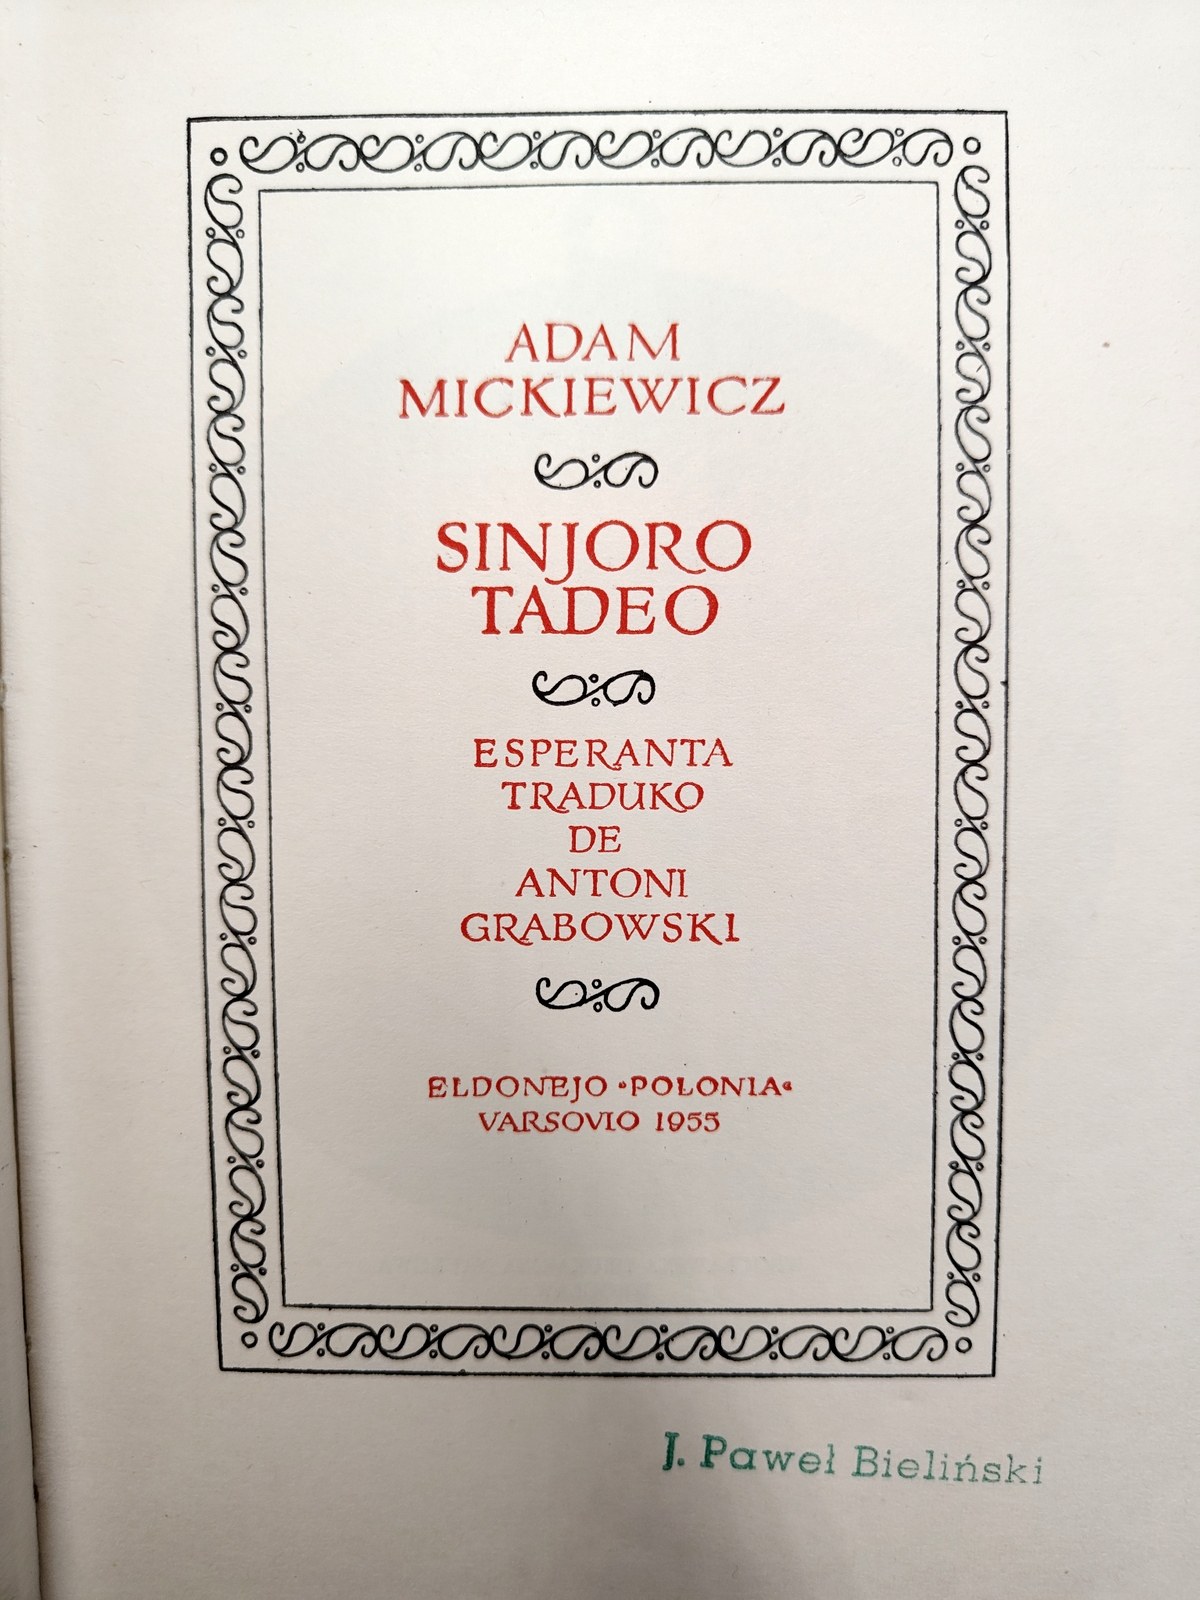 ADAM
MICKIEWICZ
SINJORO
TADEO
ESPERANTA
TRADUKO
DE
ANTONI
GRABOWSKI
ELDONEJO »POLONIA«
VARSOVIO 1955
J. Paweł Bieliński